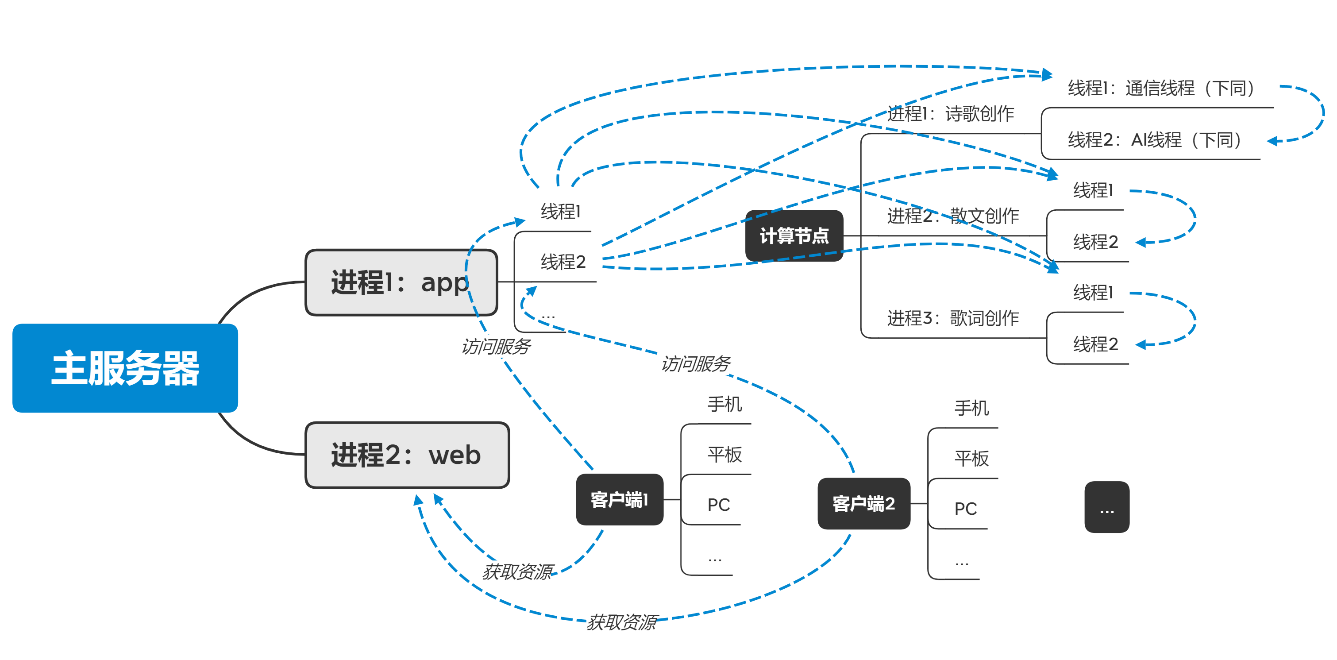 主服务器
进程1：app
线程1
线程2
...
进程2：web
访问服务
访问服务
获取资源
获取资源
计算节点
进程1：诗歌创作
线程1：通信线程（下同）
线程2：AI线程（下同）
进程2：散文创作
线程1
线程2
进程3：歌词创作
线程1
线程2
客户端1
手机
平板
PC
...
客户端2
手机
平板
PC
...
...